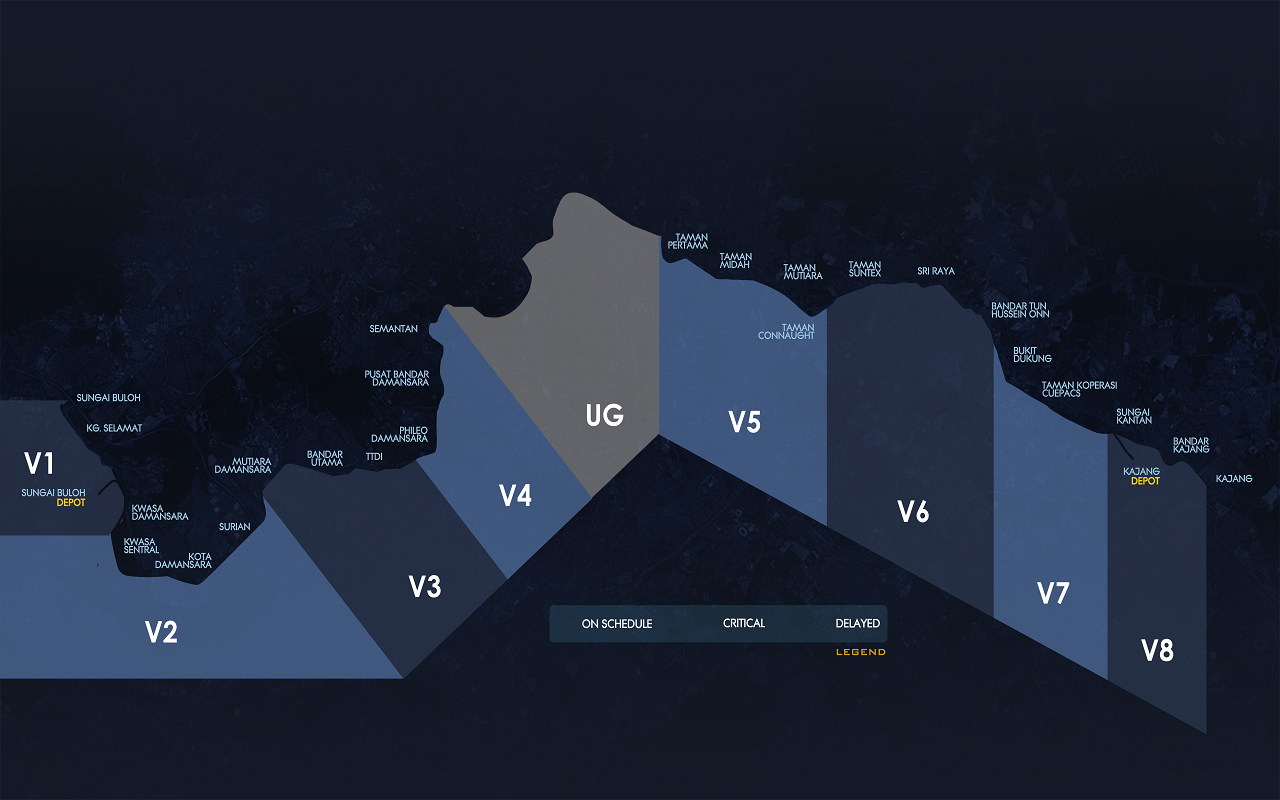 TAMAN
PERTAMA
TAMAN
MIDAH
TAMAN
MUTIARA
TAMAN
SUNTEX
SRI RAYA
BANDAR TUN
HUSSEIN ONN
SEMANTAN
TAMAN
CONNAUGHT
BUKIT
DUKUNG
PUSAT BANDAR
DAMANSARA
TAMAN KOPERASI
CUEPACS
SUNGAI BULOH
KG. SELAMAT
PHILEO
DAMANSARA
UG
V5
SUNGAI
KANTAN
BANDAR
KAJANG
V1
MUTIARA
DAMANSARA
BANDAR
UTAMA
TTDI
KAJANG
DEPOT
KAJANG
SUNGAI BULOH
DEPOT
V4
KWASA
DAMANSARA
SURIAN
V6
KWASA
SENTRAL
KOTA
DAMANSARA
V3
V7
V2
ON SCHEDULE
CRITICAL
DELAYED
LEGEND
V8